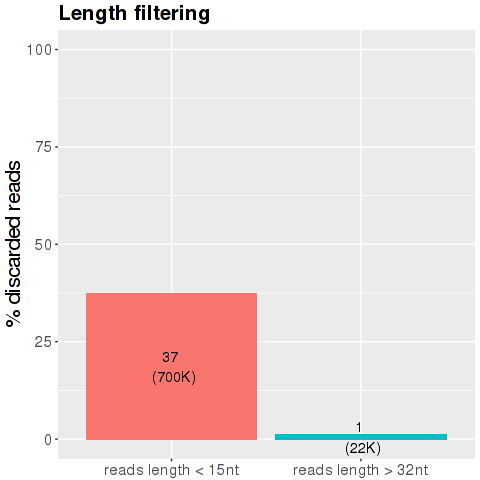 Length filtering
% discarded reads
100
75
50
25
0
37
(700K)
1
(22K)
reads length < 15nt
reads length > 32nt